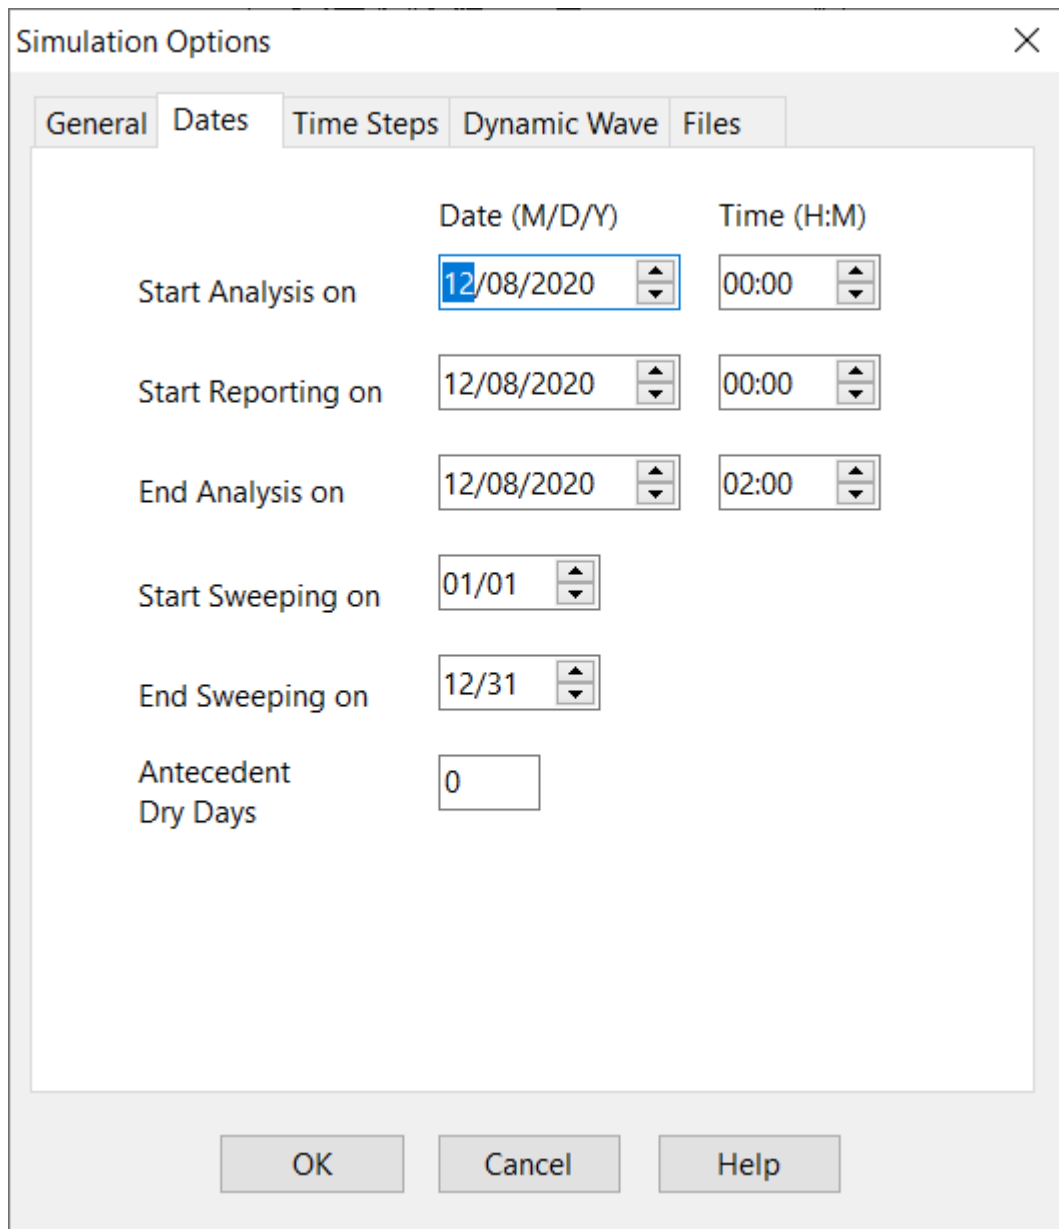 Simulation Options
General Dates Time Steps Dynamic Wave Files
Date (M/D/Y) Time (H:M)
Start Analysis on 12/08/2020 00:00
Start Reporting on 12/08/2020 00:00
End Analysis on 12/08/2020 02:00
Start Sweeping on 01/01
End Sweeping on 12/31
Antecedent
Dry Days 0
OK Cancel Help